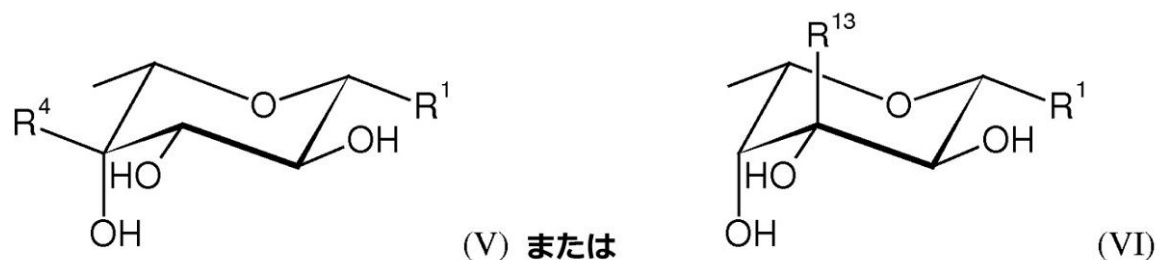 R¹³
R⁴ O R¹ O R¹
HO OH HO OH
OH (V) または OH (VI)